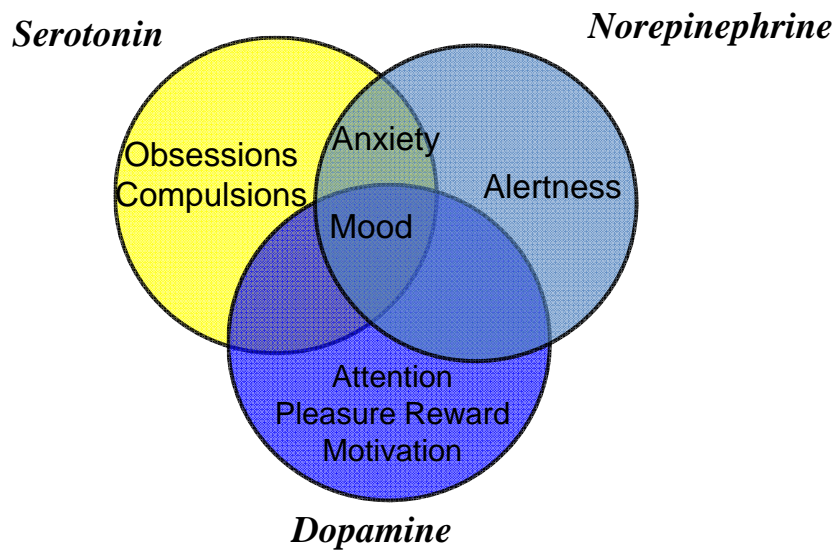 Serotonin
Norepinephrine
Anxiety
Obsessions
Compulsions
Alertness
Mood
Attention
Pleasure Reward
Motivation
Dopamine